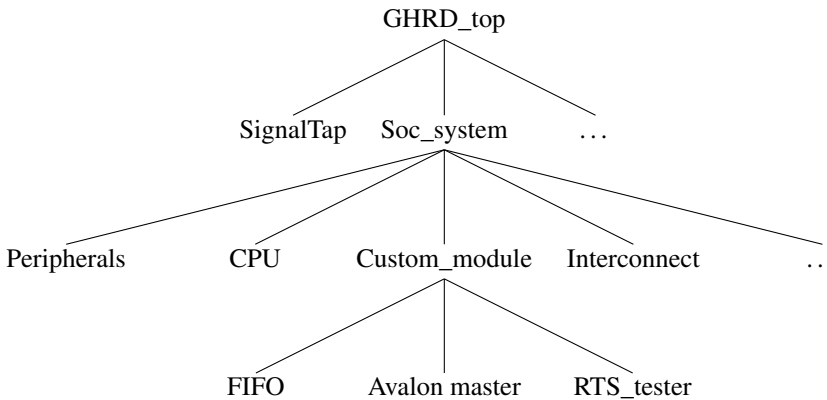 GHRD_top
SignalTap Soc_system ...
Peripherals CPU Custom_module Interconnect ..
FIFO Avalon master RTS_tester